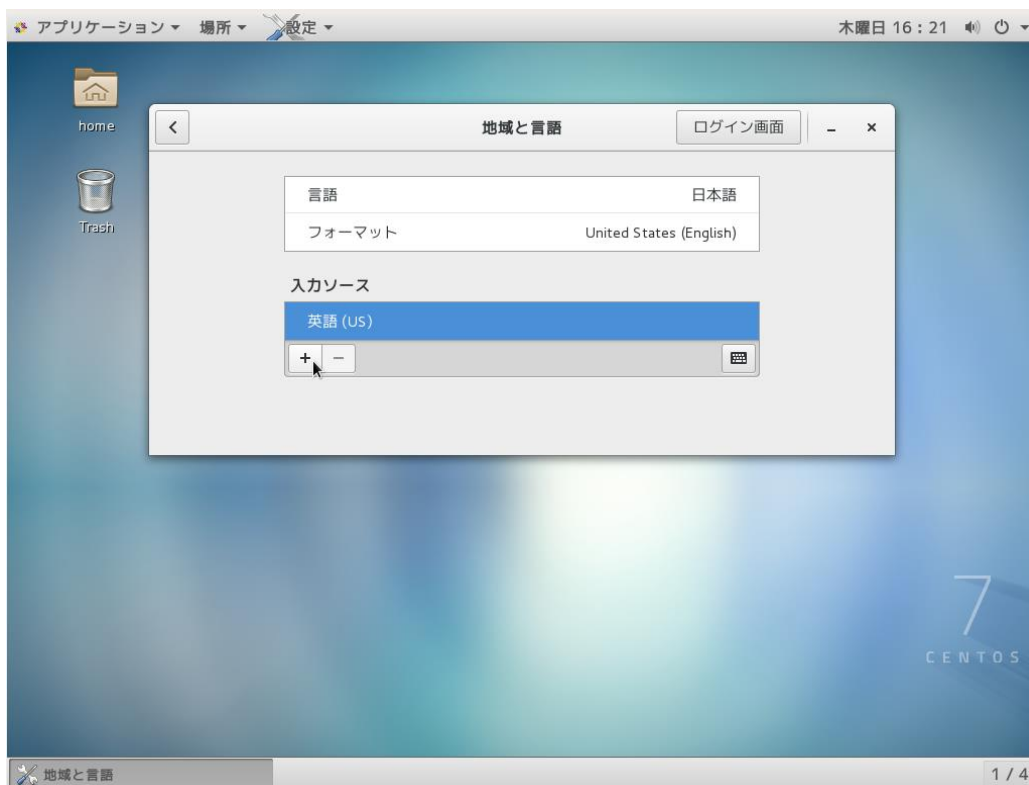 アプリケーション 場所 設定 木曜日 16:21
home
Trash
地域と言語 ログイン画面
言語 日本語
フォーマット United States (English)
入力ソース
英語 (US)
7
CENTOS
地域と言語 1 / 4